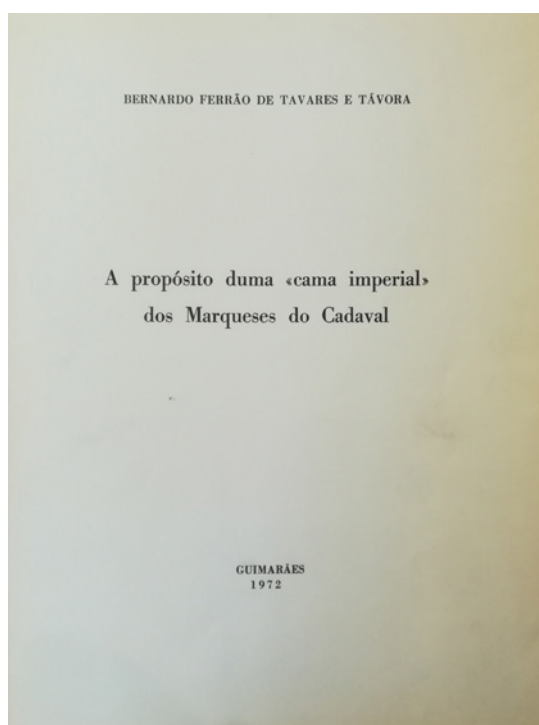 BERNARDO FERRÃO DE TAVARES E TÁVORA
A propósito duma «cama imperial»
dos Marqueses do Cadaval
GUIMARÃES
1972